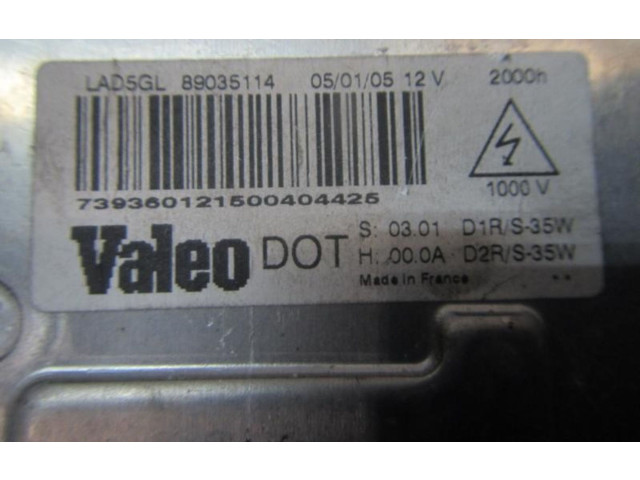 LAD5GL 89035114 05/01/05 12 V 2000h
739360121500404425
1000 V
Valeo DOT
S: 03.01 D1R/S-35W
H: .00.0A D2R/S-35W
Made in France